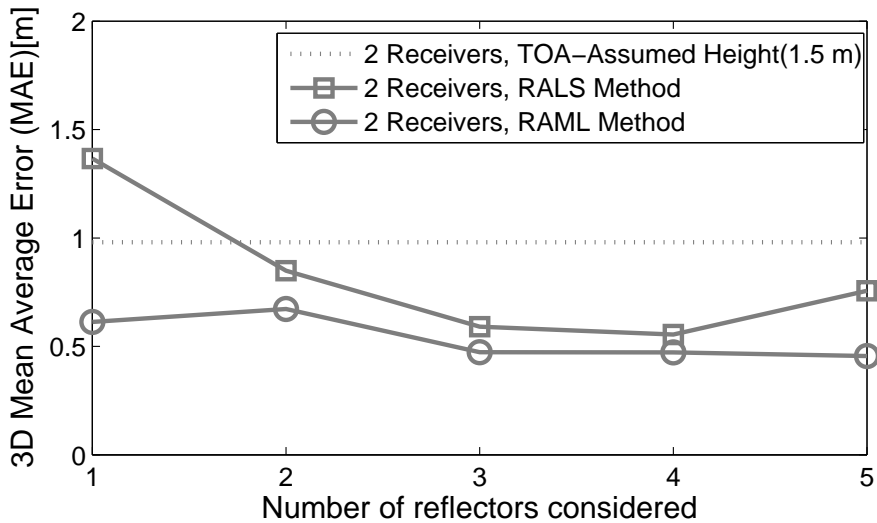 2
1.5
1
0.5
0
3D Mean Average Error (MAE)[m]
2 Receivers, TOA−Assumed Height(1.5 m)
2 Receivers, RALS Method
2 Receivers, RAML Method
1 2 3 4 5
Number of reflectors considered